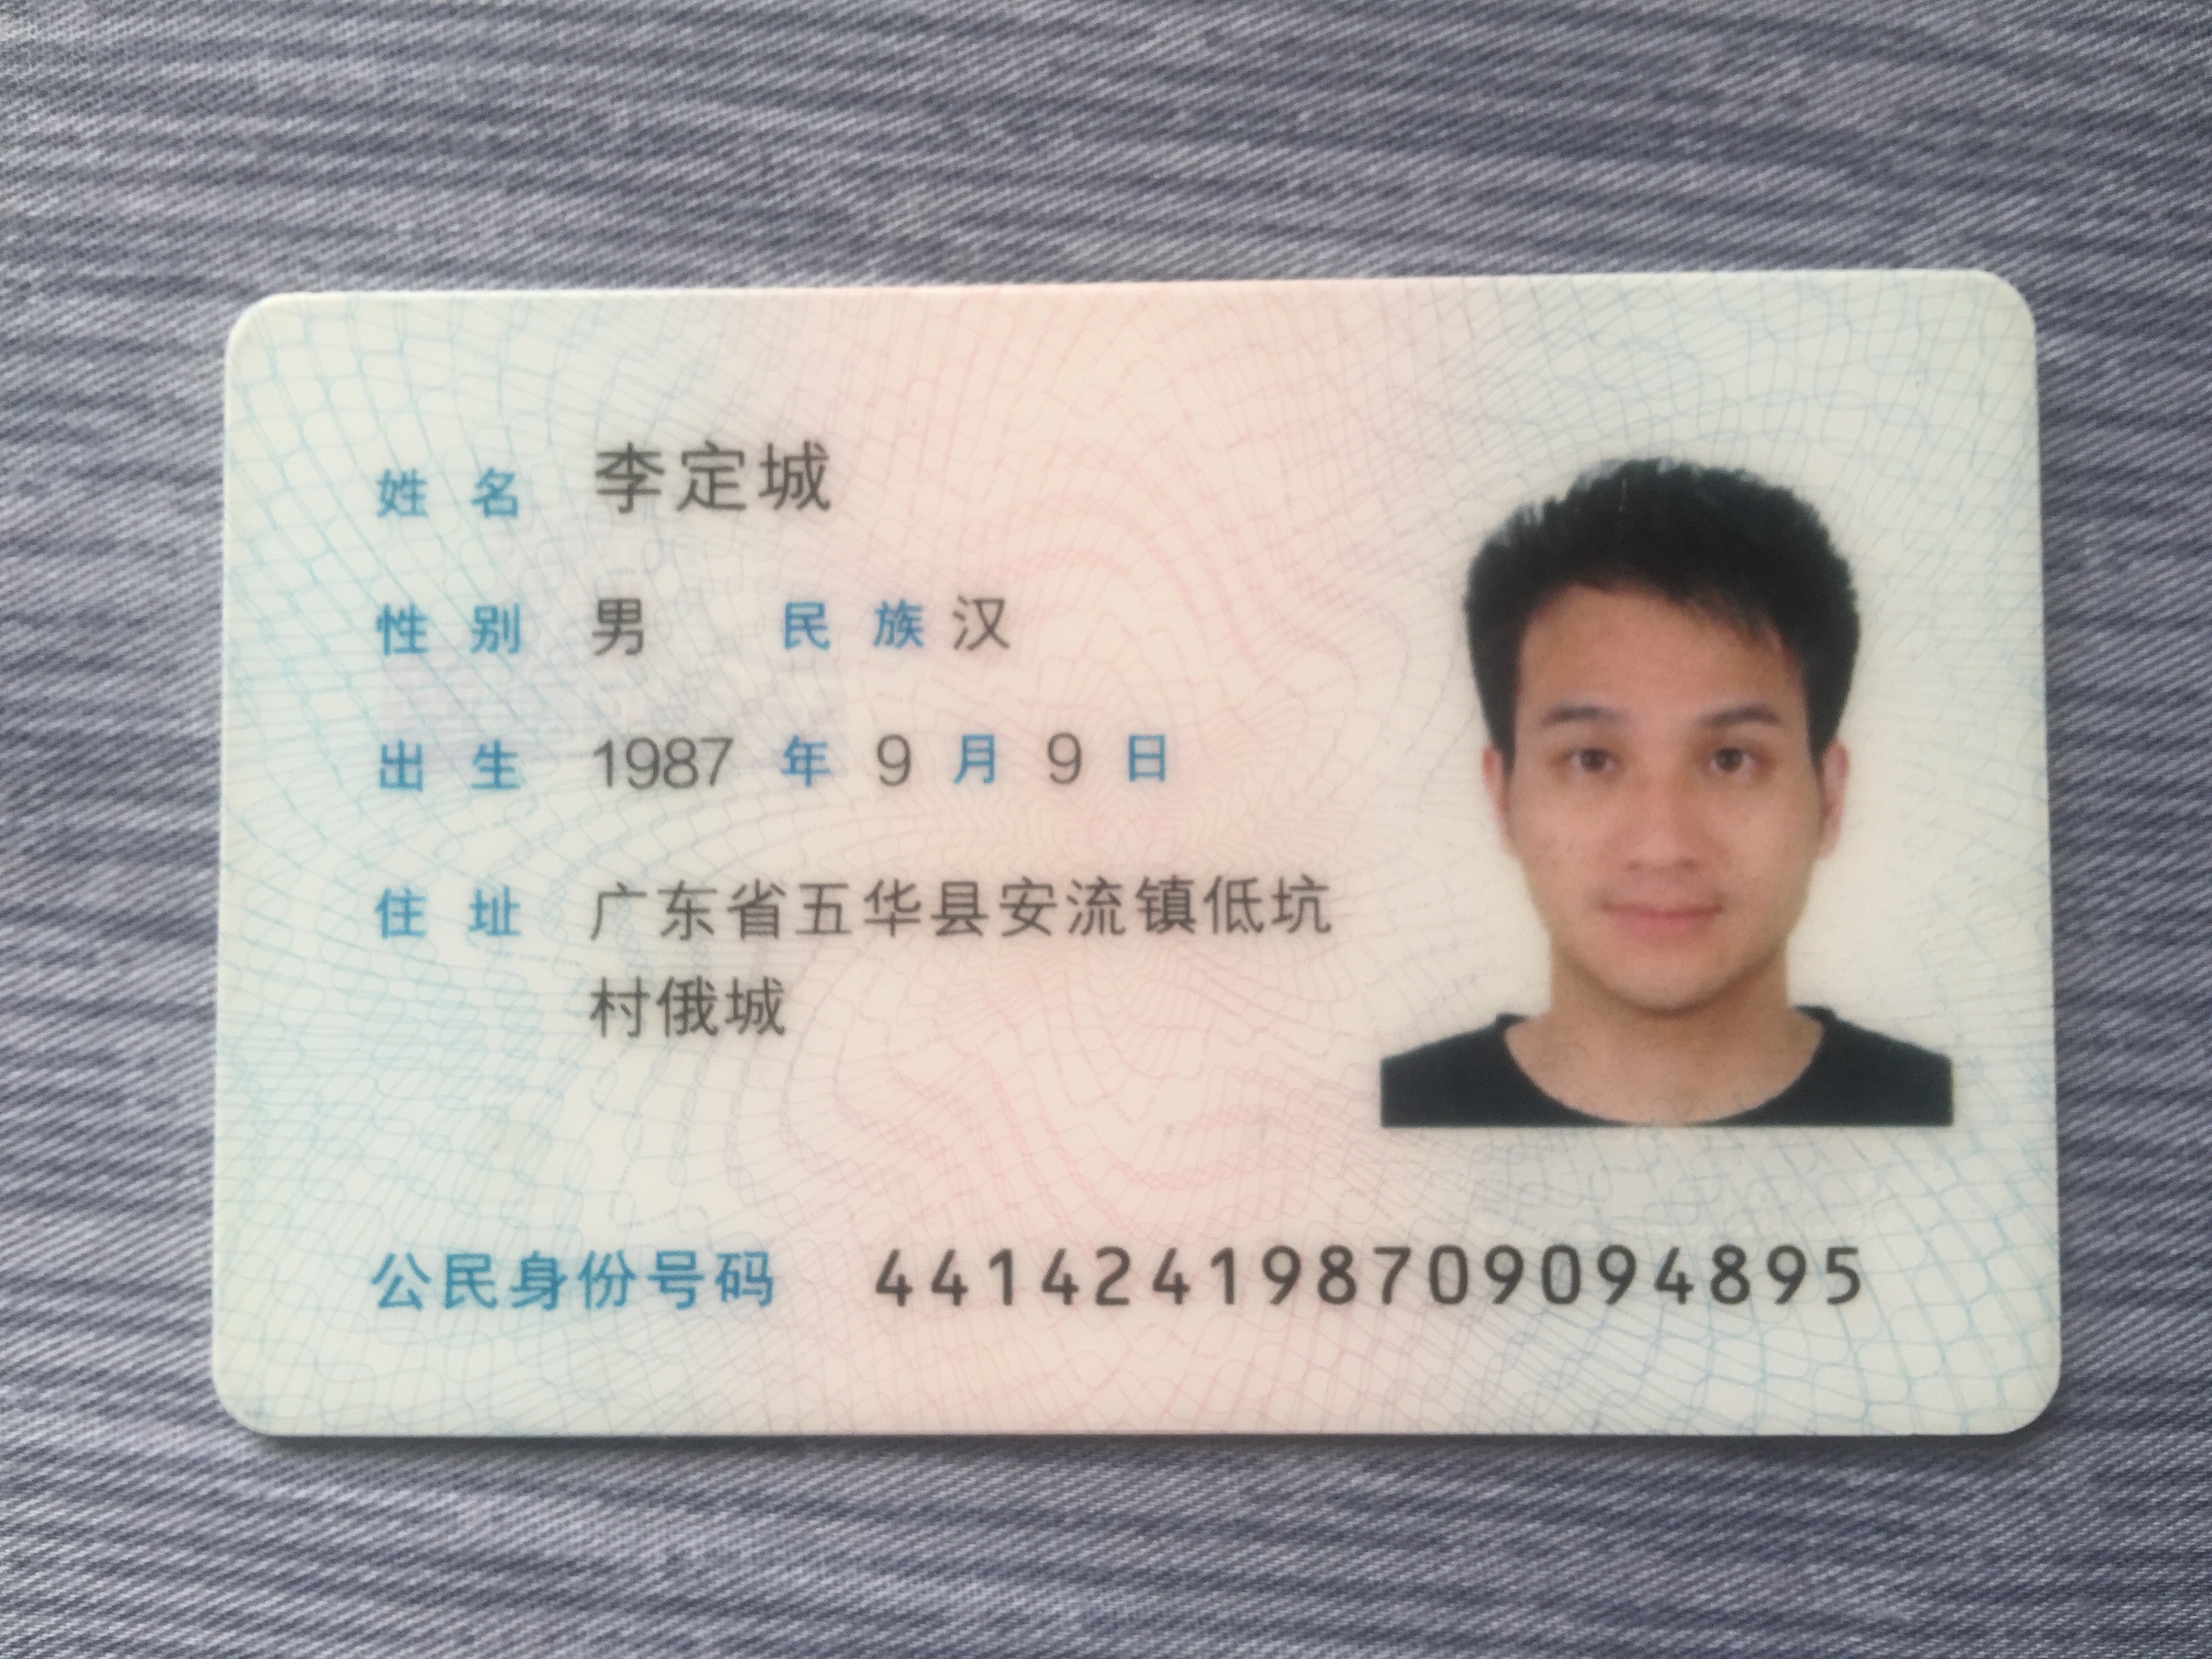 姓名 李定城
性别 男 民族 汉
出生 1987 年 9 月 9 日
住址 广东省五华县安流镇低坑
村俄城
公民身份号码 441424198709094895